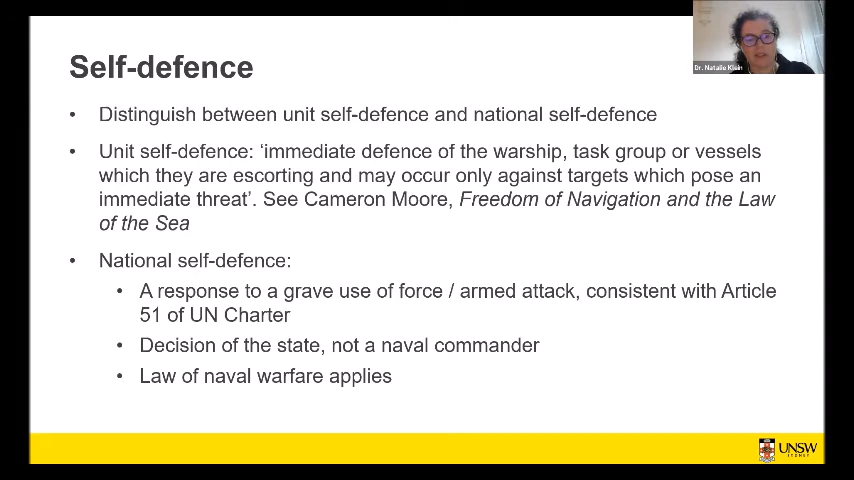 Self-defence
Dr. Natalie Klein
• Distinguish between unit self-defence and national self-defence
• Unit self-defence: ‘immediate defence of the warship, task group or vessels
which they are escorting and may occur only against targets which pose an
immediate threat’. See Cameron Moore, Freedom of Navigation and the Law
of the Sea
• National self-defence:
• A response to a grave use of force / armed attack, consistent with Article
51 of UN Charter
• Decision of the state, not a naval commander
• Law of naval warfare applies
UNSW
SYDNEY